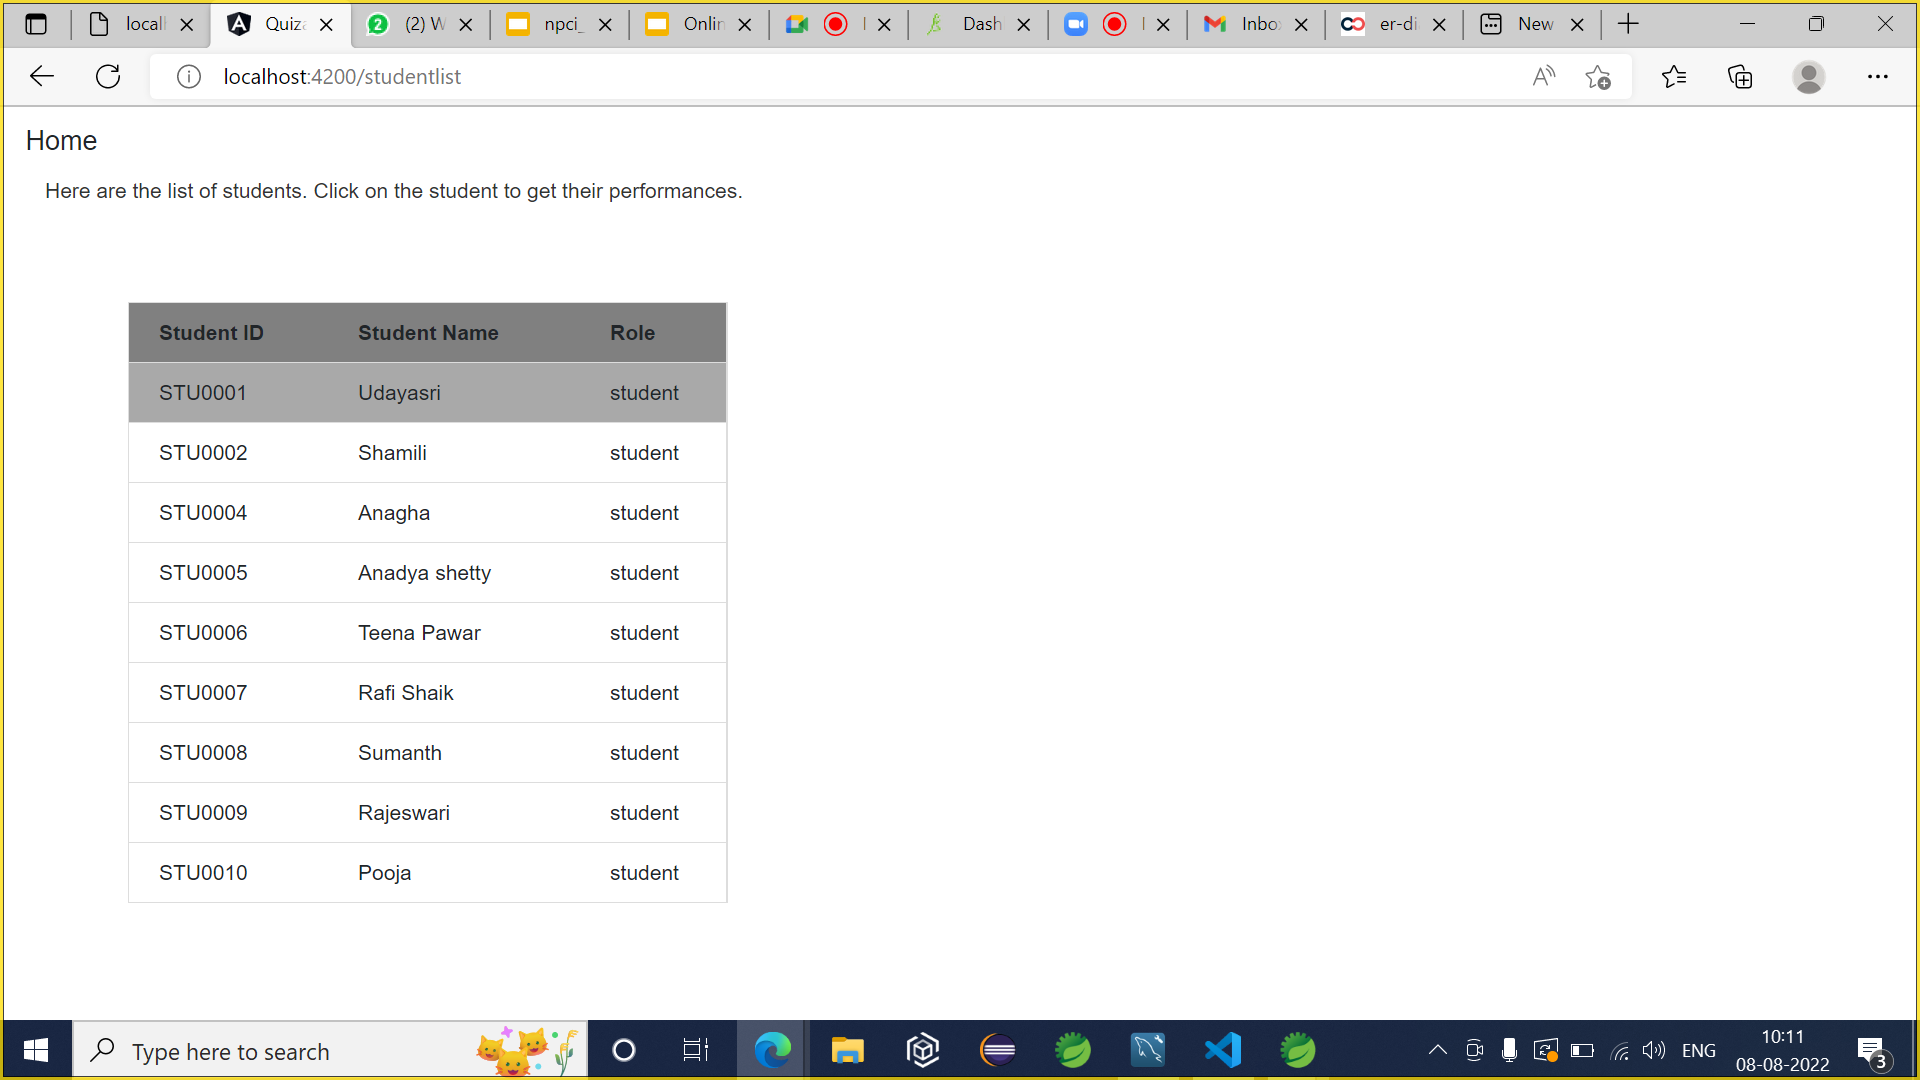 locall
Quiza
(2) W
npci_
Onlin
Dash
Inbo
er-di
New
localhost:4200/studentlist
Home
Here are the list of students. Click on the student to get their performances.
Student ID Student Name Role
STU0001 Udayasri student
STU0002 Shamili student
STU0004 Anagha student
STU0005 Anadya shetty student
STU0006 Teena Pawar student
STU0007 Rafi Shaik student
STU0008 Sumanth student
STU0009 Rajeswari student
STU0010 Pooja student
Type here to search
ENG
10:11
08-08-2022
3